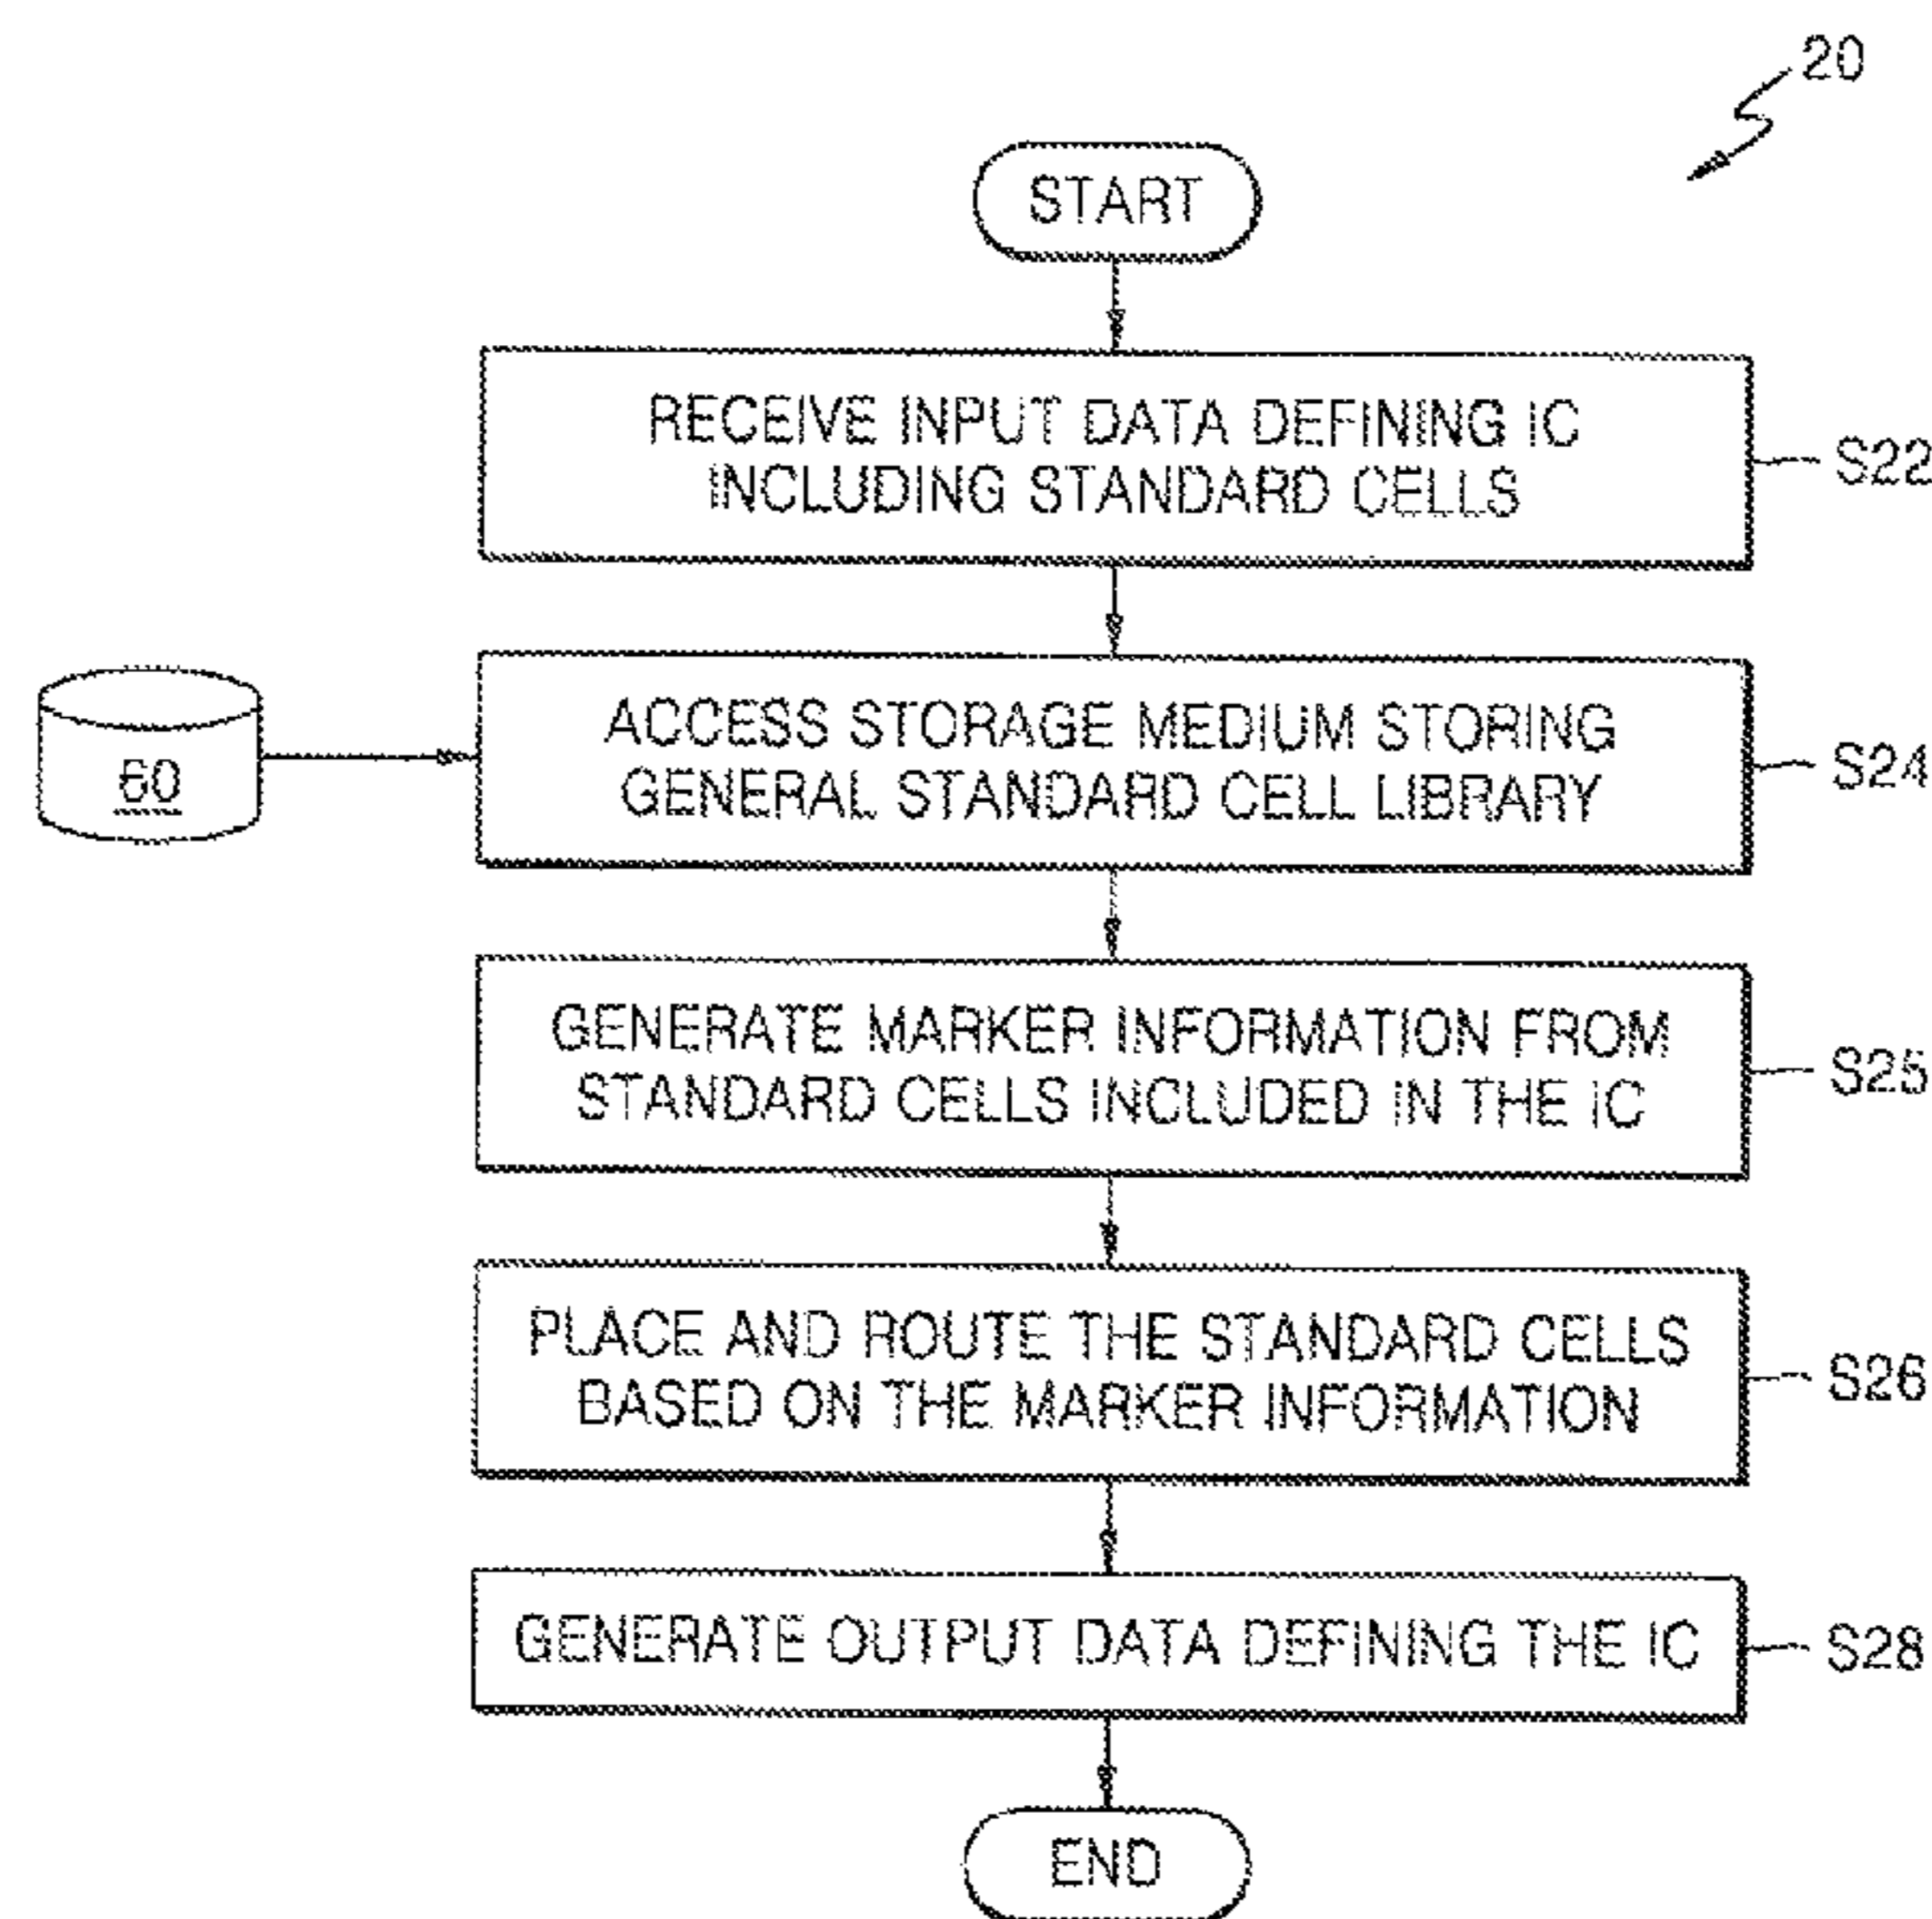 20
START
RECEIVE INPUT DATA DEFINING IC
INCLUDING STANDARD CELLS
S22
60
ACCESS STORAGE MEDIUM STORING
GENERAL STANDARD CELL LIBRARY
S24
GENERATE MARKER INFORMATION FROM
STANDARD CELLS INCLUDED IN THE IC
S25
PLACE AND ROUTE THE STANDARD CELLS
BASED ON THE MARKER INFORMATION
S26
GENERATE OUTPUT DATA DEFINING THE IC
S28
END